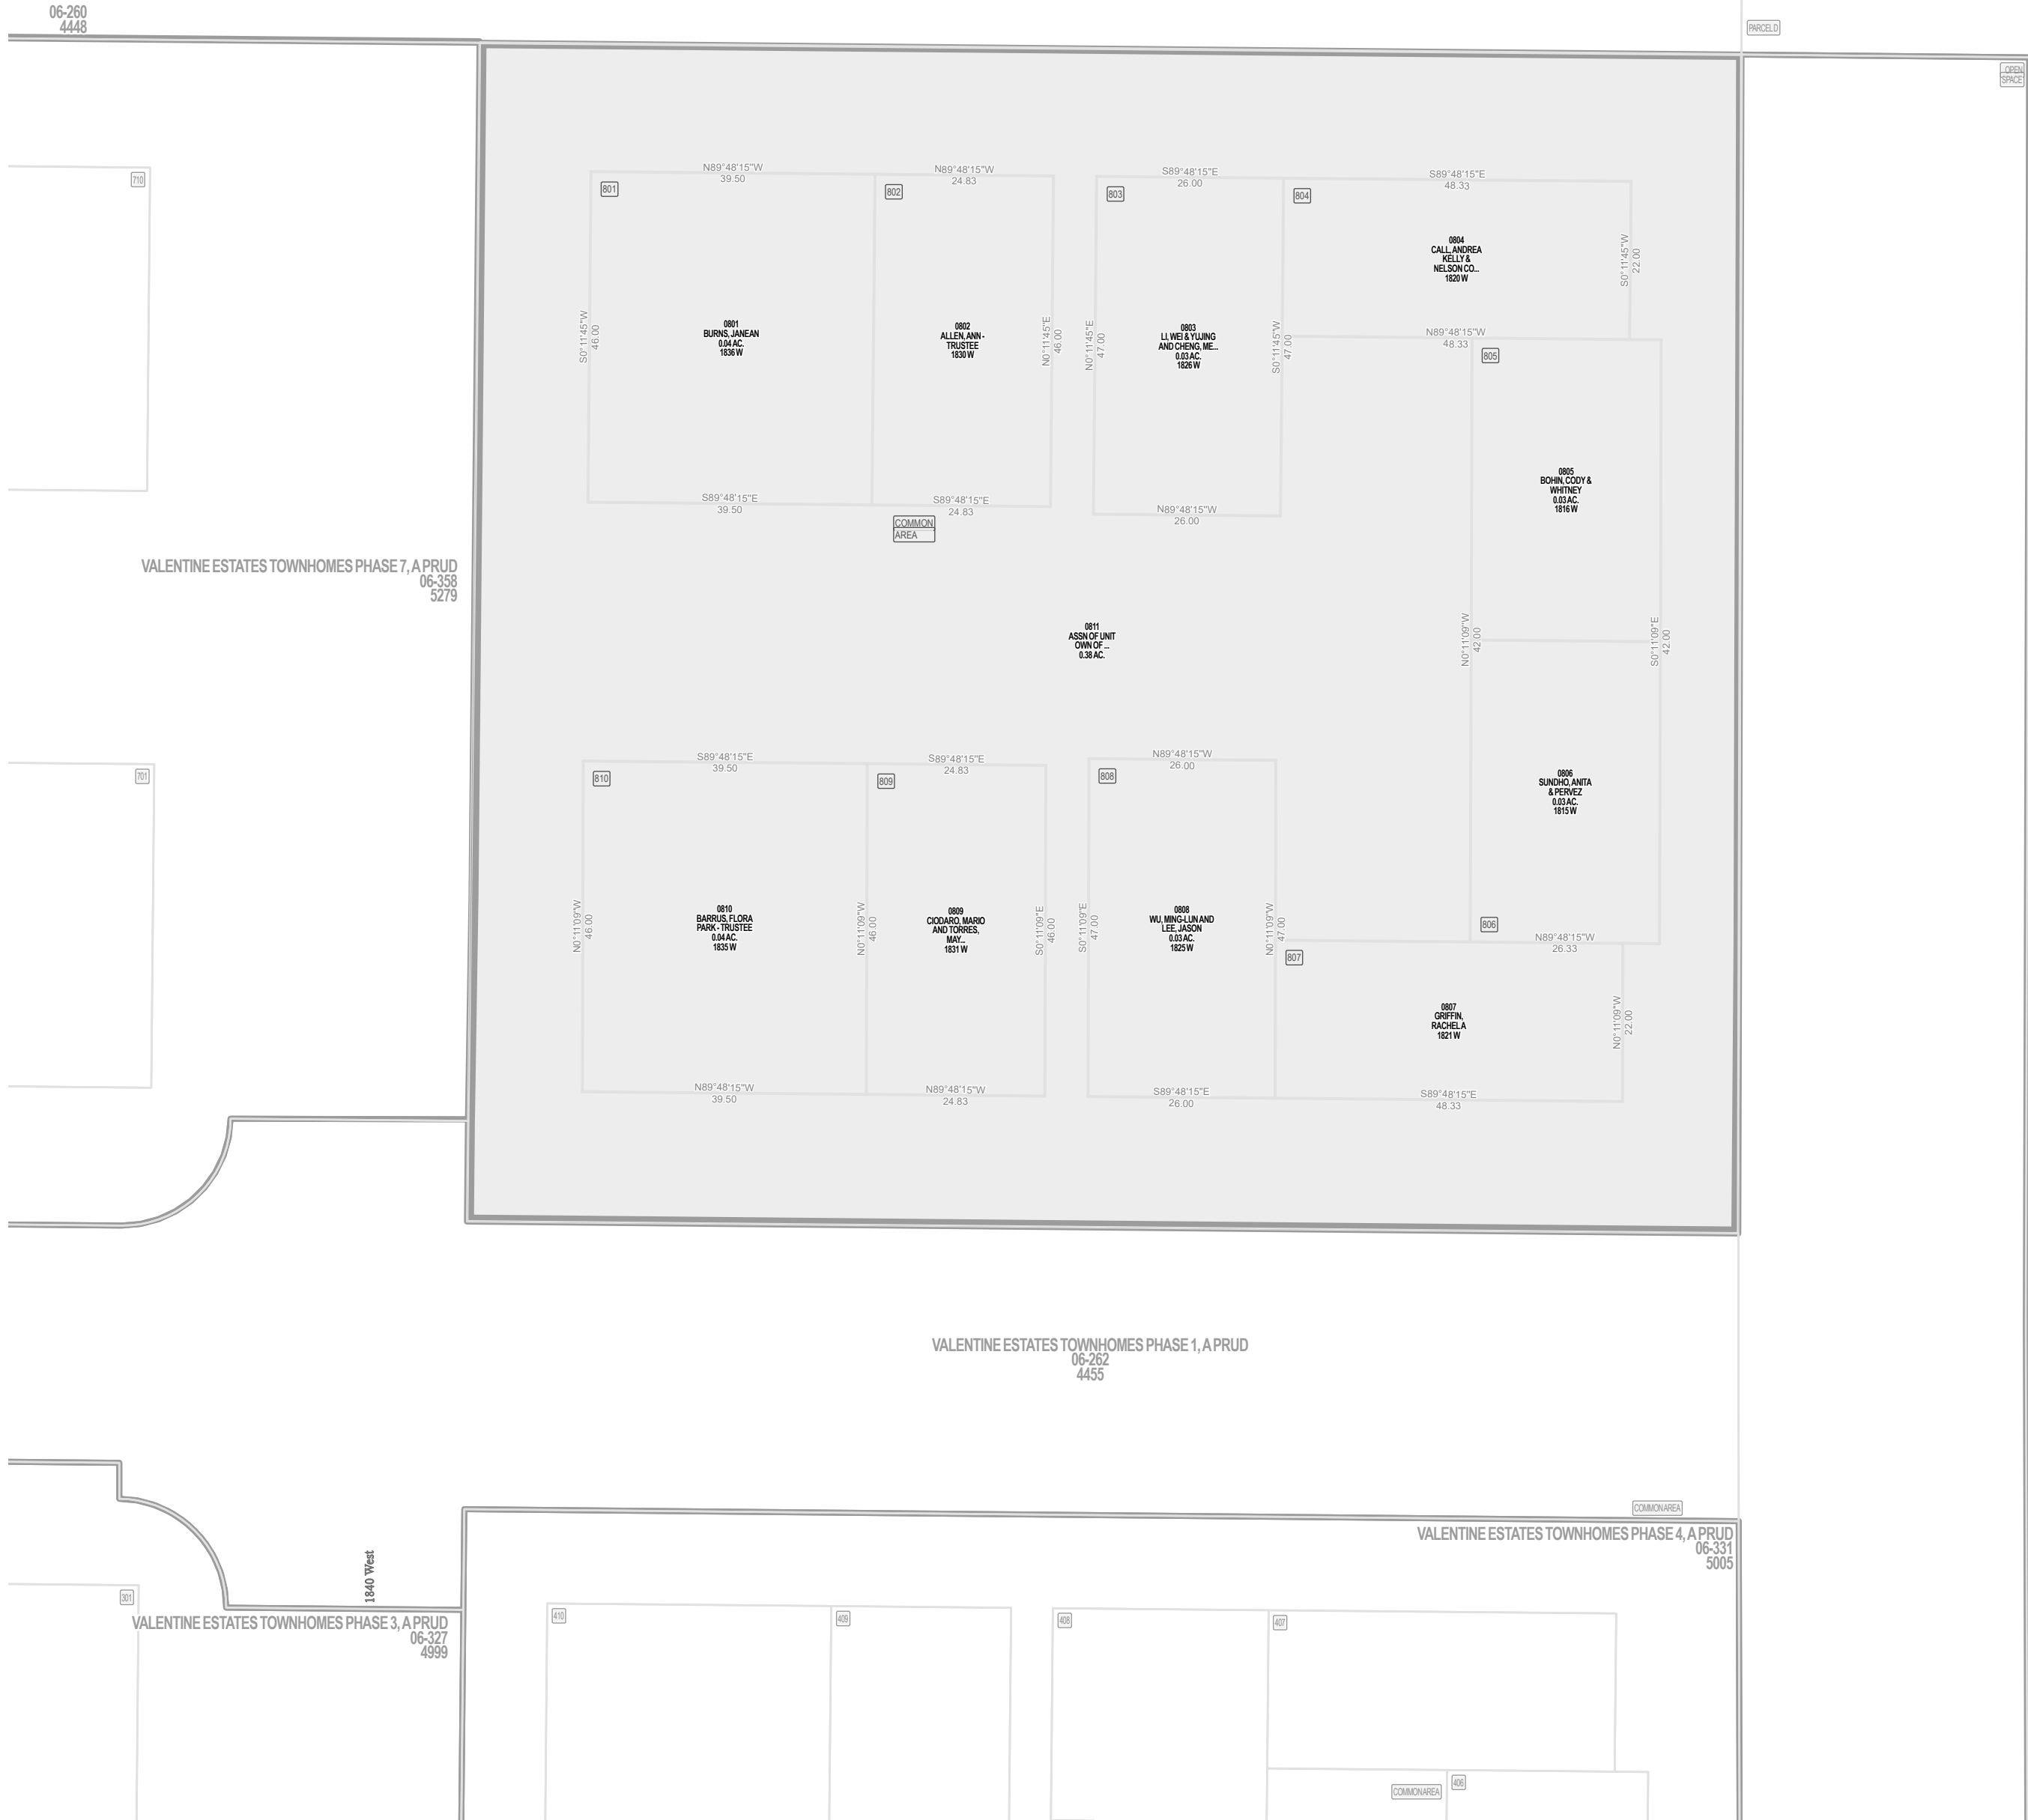 06-260
4448
PARCEL D
OPEN
SPACE
710
N89°48'15"W
39.50
N89°48'15"W
24.83
S89°48'15"E
26.00
S89°48'15"E
48.33
801
802
803
804
0804
CALL, ANDREA
KELLY &
NELSON CO...
1820 W
S0°11'45"W
22.00
S0°11'45"W
46.00
0801
BURNS, JANEAN
0.04 AC.
1836 W
0802
ALLEN, ANN -
TRUSTEE
1830 W
N0°11'45"E
46.00
N0°11'45"E
47.00
0803
LI, WEI & YUJING
AND CHENG, ME...
0.03 AC.
1826 W
S0°11'45"W
47.00
N89°48'15"W
48.33
805
0805
BOHIN, CODY &
WHITNEY
0.03 AC.
1816 W
S89°48'15"E
39.50
S89°48'15"E
24.83
N89°48'15"W
26.00
COMMON
AREA
VALENTINE ESTATES TOWNHOMES PHASE 7, A PRUD
06-358
5279
0811
ASSN OF UNIT
OWN OF ...
0.38 AC.
N0°11'09"W
42.00
S0°11'09"E
42.00
701
S89°48'15"E
39.50
S89°48'15"E
24.83
N89°48'15"W
26.00
810
809
808
0806
SUNDHO, ANITA
& PERVEZ
0.03 AC.
1815 W
N0°11'09"W
46.00
0810
BARRUS, FLORA
PARK - TRUSTEE
0.04 AC.
1835 W
N0°11'09"W
46.00
0809
CIODARO, MARIO
AND TORRES,
MAY...
1831 W
S0°11'09"E
46.00
S0°11'09"E
47.00
0808
WU, MING-LUN AND
LEE, JASON
0.03 AC.
1825 W
N0°11'09"W
47.00
806
N89°48'15"W
26.33
807
0807
GRIFFIN,
RACHEL A
1821 W
N0°11'09"W
22.00
N89°48'15"W
39.50
N89°48'15"W
24.83
S89°48'15"E
26.00
S89°48'15"E
48.33
VALENTINE ESTATES TOWNHOMES PHASE 1, A PRUD
06-262
4455
COMMON AREA
VALENTINE ESTATES TOWNHOMES PHASE 4, A PRUD
06-331
5005
1840 West
301
VALENTINE ESTATES TOWNHOMES PHASE 3, A PRUD
06-327
4999
410
409
408
407
COMMON AREA
406